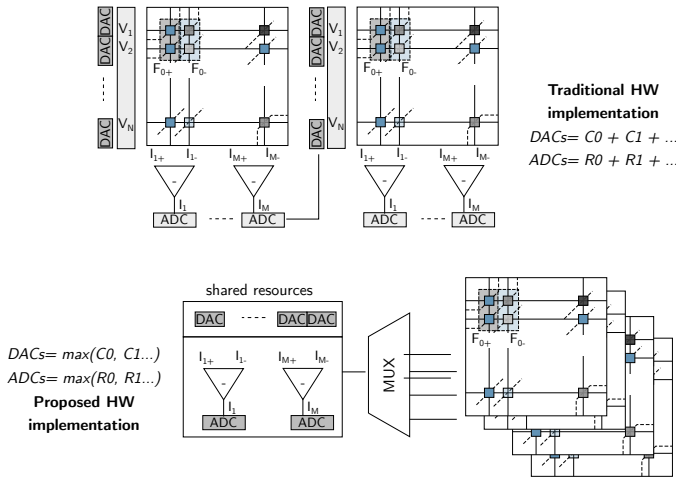 DAC DAC V1 F0+ F0- DAC DAC V1 F0+ F0-
DAC V2 DAC V2
DAC VN DAC VN
I1+ I1- IM+ IM- I1+ I1- IM+ IM-
- - - -
I1 IM I1 IM
ADC ADC ADC ADC
Traditional HW
implementation
DACs= C0 + C1 + ...
ADCs= R0 + R1 + ...
shared resources
DAC DAC DAC
I1+ I1- IM+ IM-
- -
I1 IM
ADC ADC
DACs= max(C0, C1...)
ADCs= max(R0, R1...)
Proposed HW
implementation
MUX
F0+ F0-